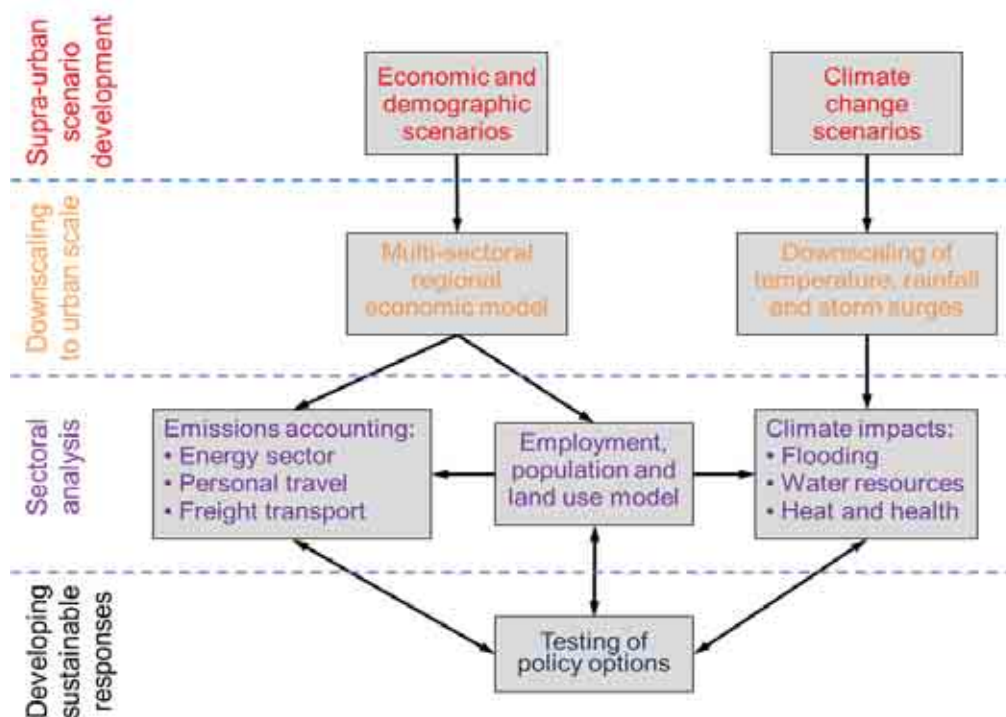 Supra-urban
scenario
development
Economic and
demographic
scenarios
Climate
change
scenarios
Downscaling
to urban scale
Multi-sectoral
regional
economic model
Downscaling of
temperature, rainfall
and storm surges
Sectoral
analysis
Emissions accounting:
• Energy sector
• Personal travel
• Freight transport
Employment,
population and
land use model
Climate impacts:
• Flooding
• Water resources
• Heat and health
Developing
sustainable
responses
Testing of
policy options